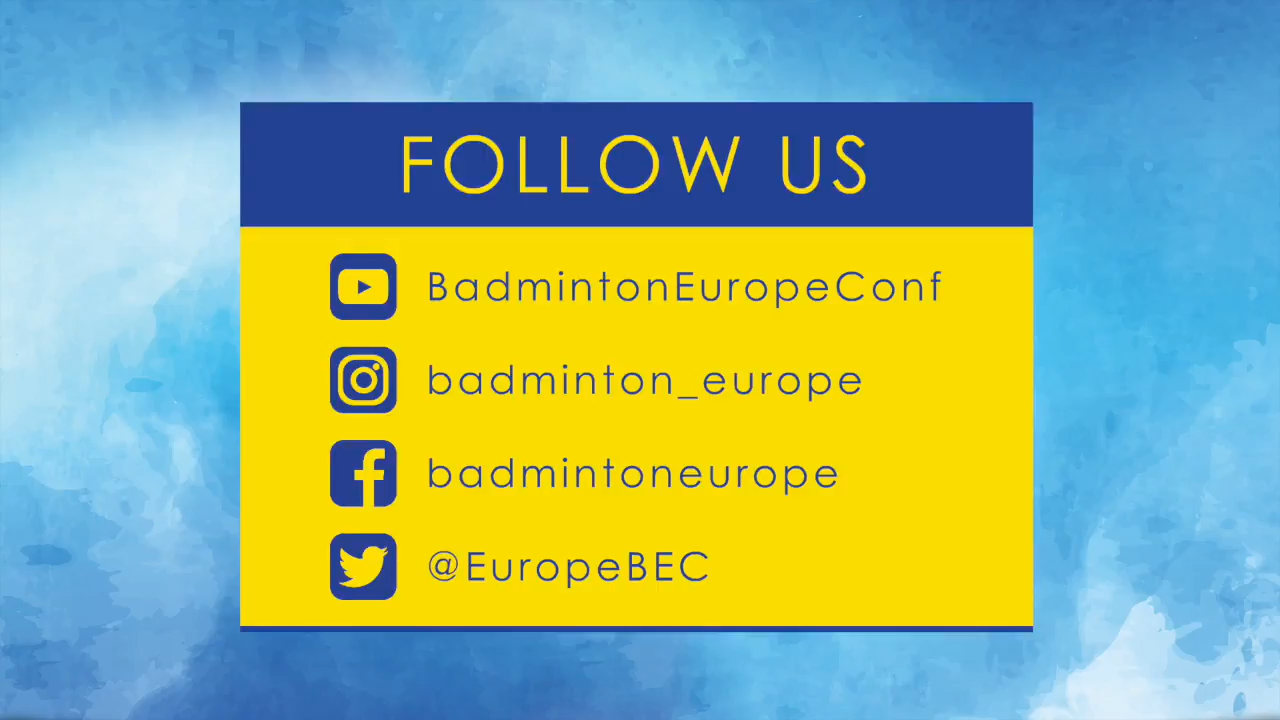 FOLLOW US
BadmintonEuropeConf
badminton_europe
badmintoneurope
@EuropeBEC